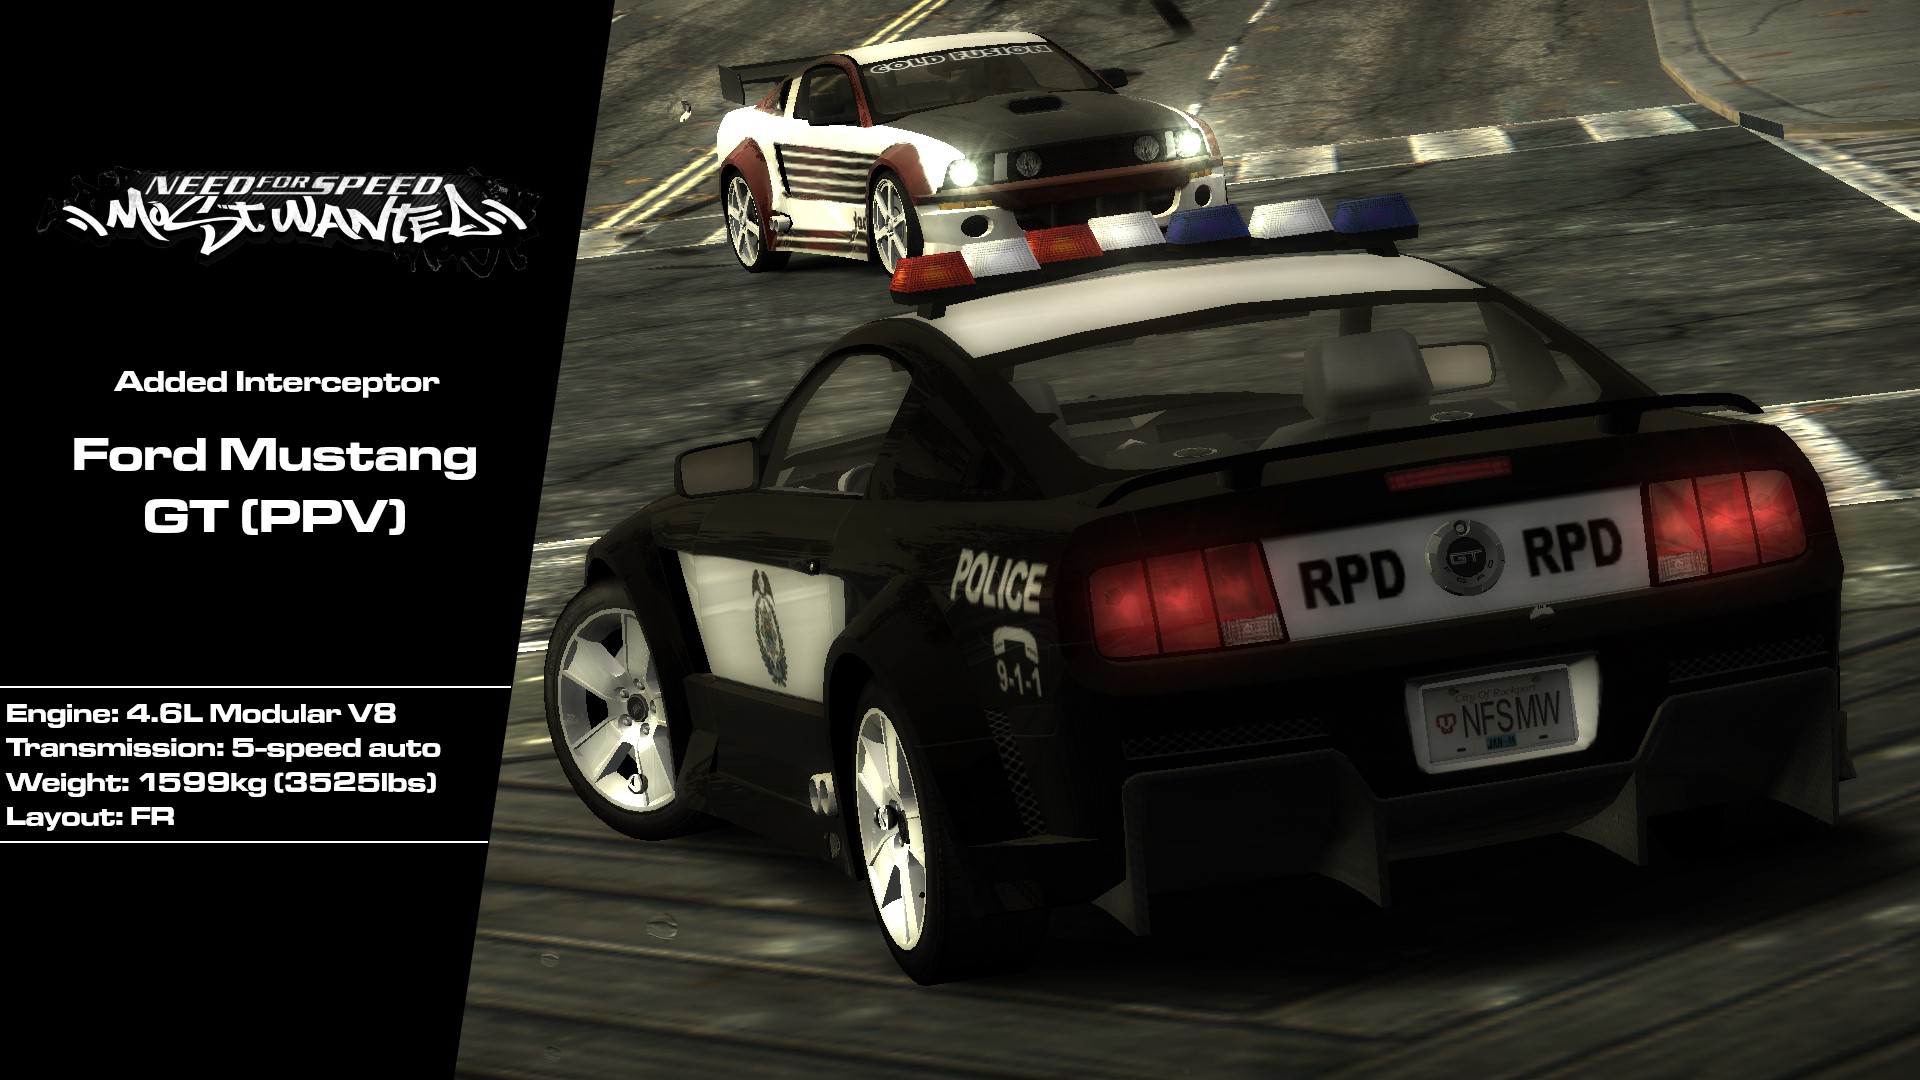 NEED FOR SPEED
MOST WANTED
Added Interceptor
Ford Mustang
GT (PPV)
Engine: 4.6L Modular V8
Transmission: 5-speed auto
Weight: 1599kg (3525lbs)
Layout: FR
COLD FUSION
POLICE
9-1-1
RPD
GT
RPD
City Of Rockport
NFSMW